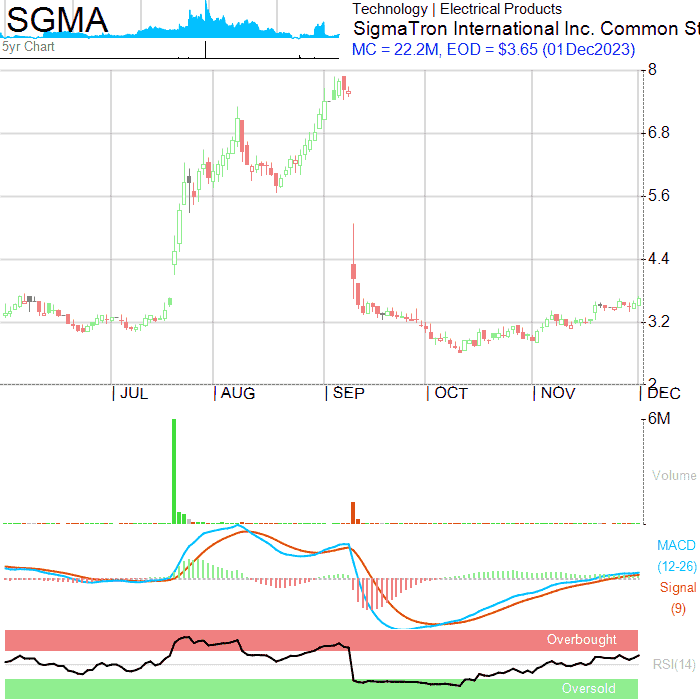 SGMA
5yr Chart
Technology | Electrical Products
SigmaTron International Inc. Common St
MC = 22.2M, EOD = $3.65 (01Dec2023)
8
6.8
5.6
4.4
3.2
2
JUL AUG SEP OCT NOV DEC
6M
Volume
MACD
(12-26)
Signal
(9)
Overbought
RSI(14)
Oversold